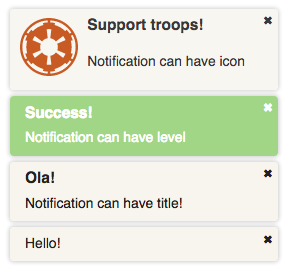 Support troops!
Notification can have icon
Success!
Notification can have level
Ola!
Notification can have title!
Hello!